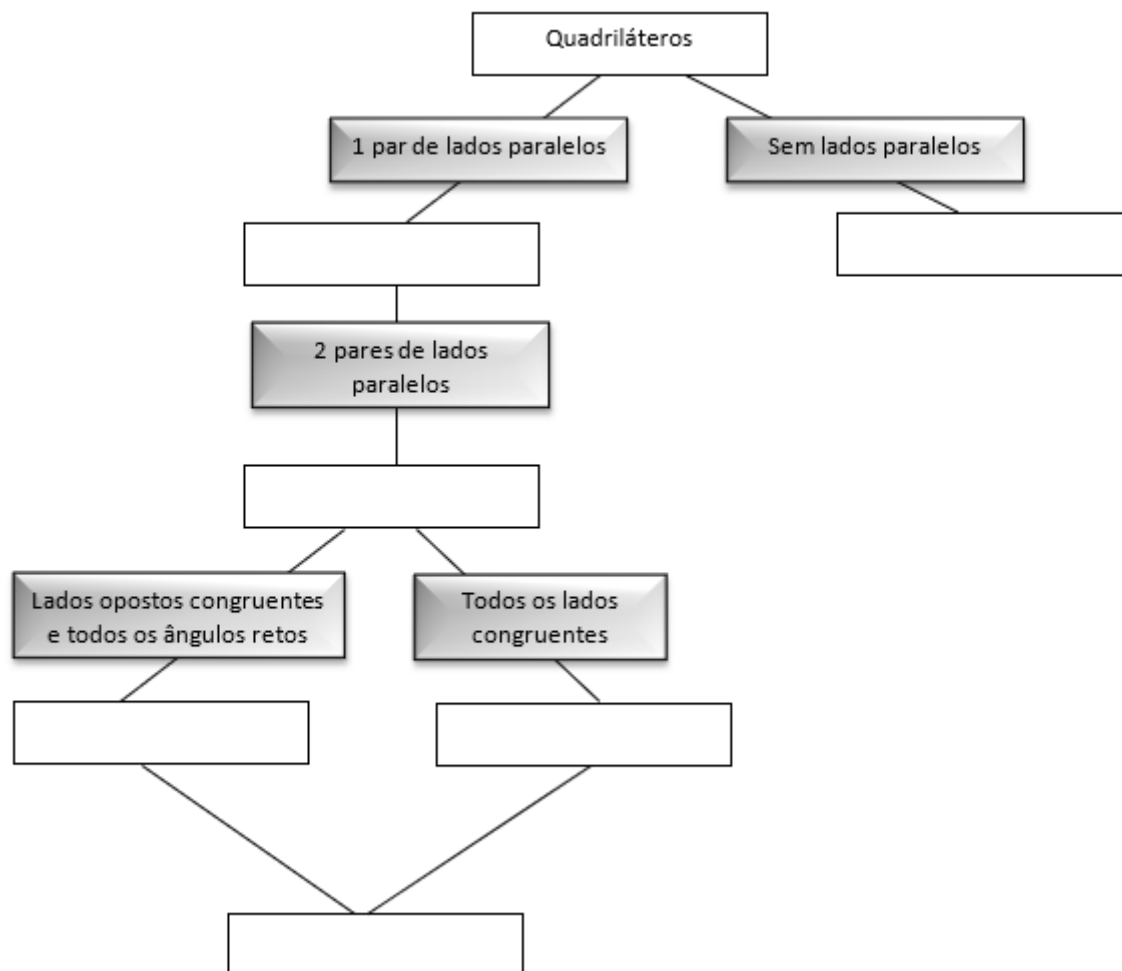 Quadriláteros
1 par de lados paralelos
Sem lados paralelos
2 pares de lados
paralelos
Lados opostos congruentes
e todos os ângulos retos
Todos os lados
congruentes